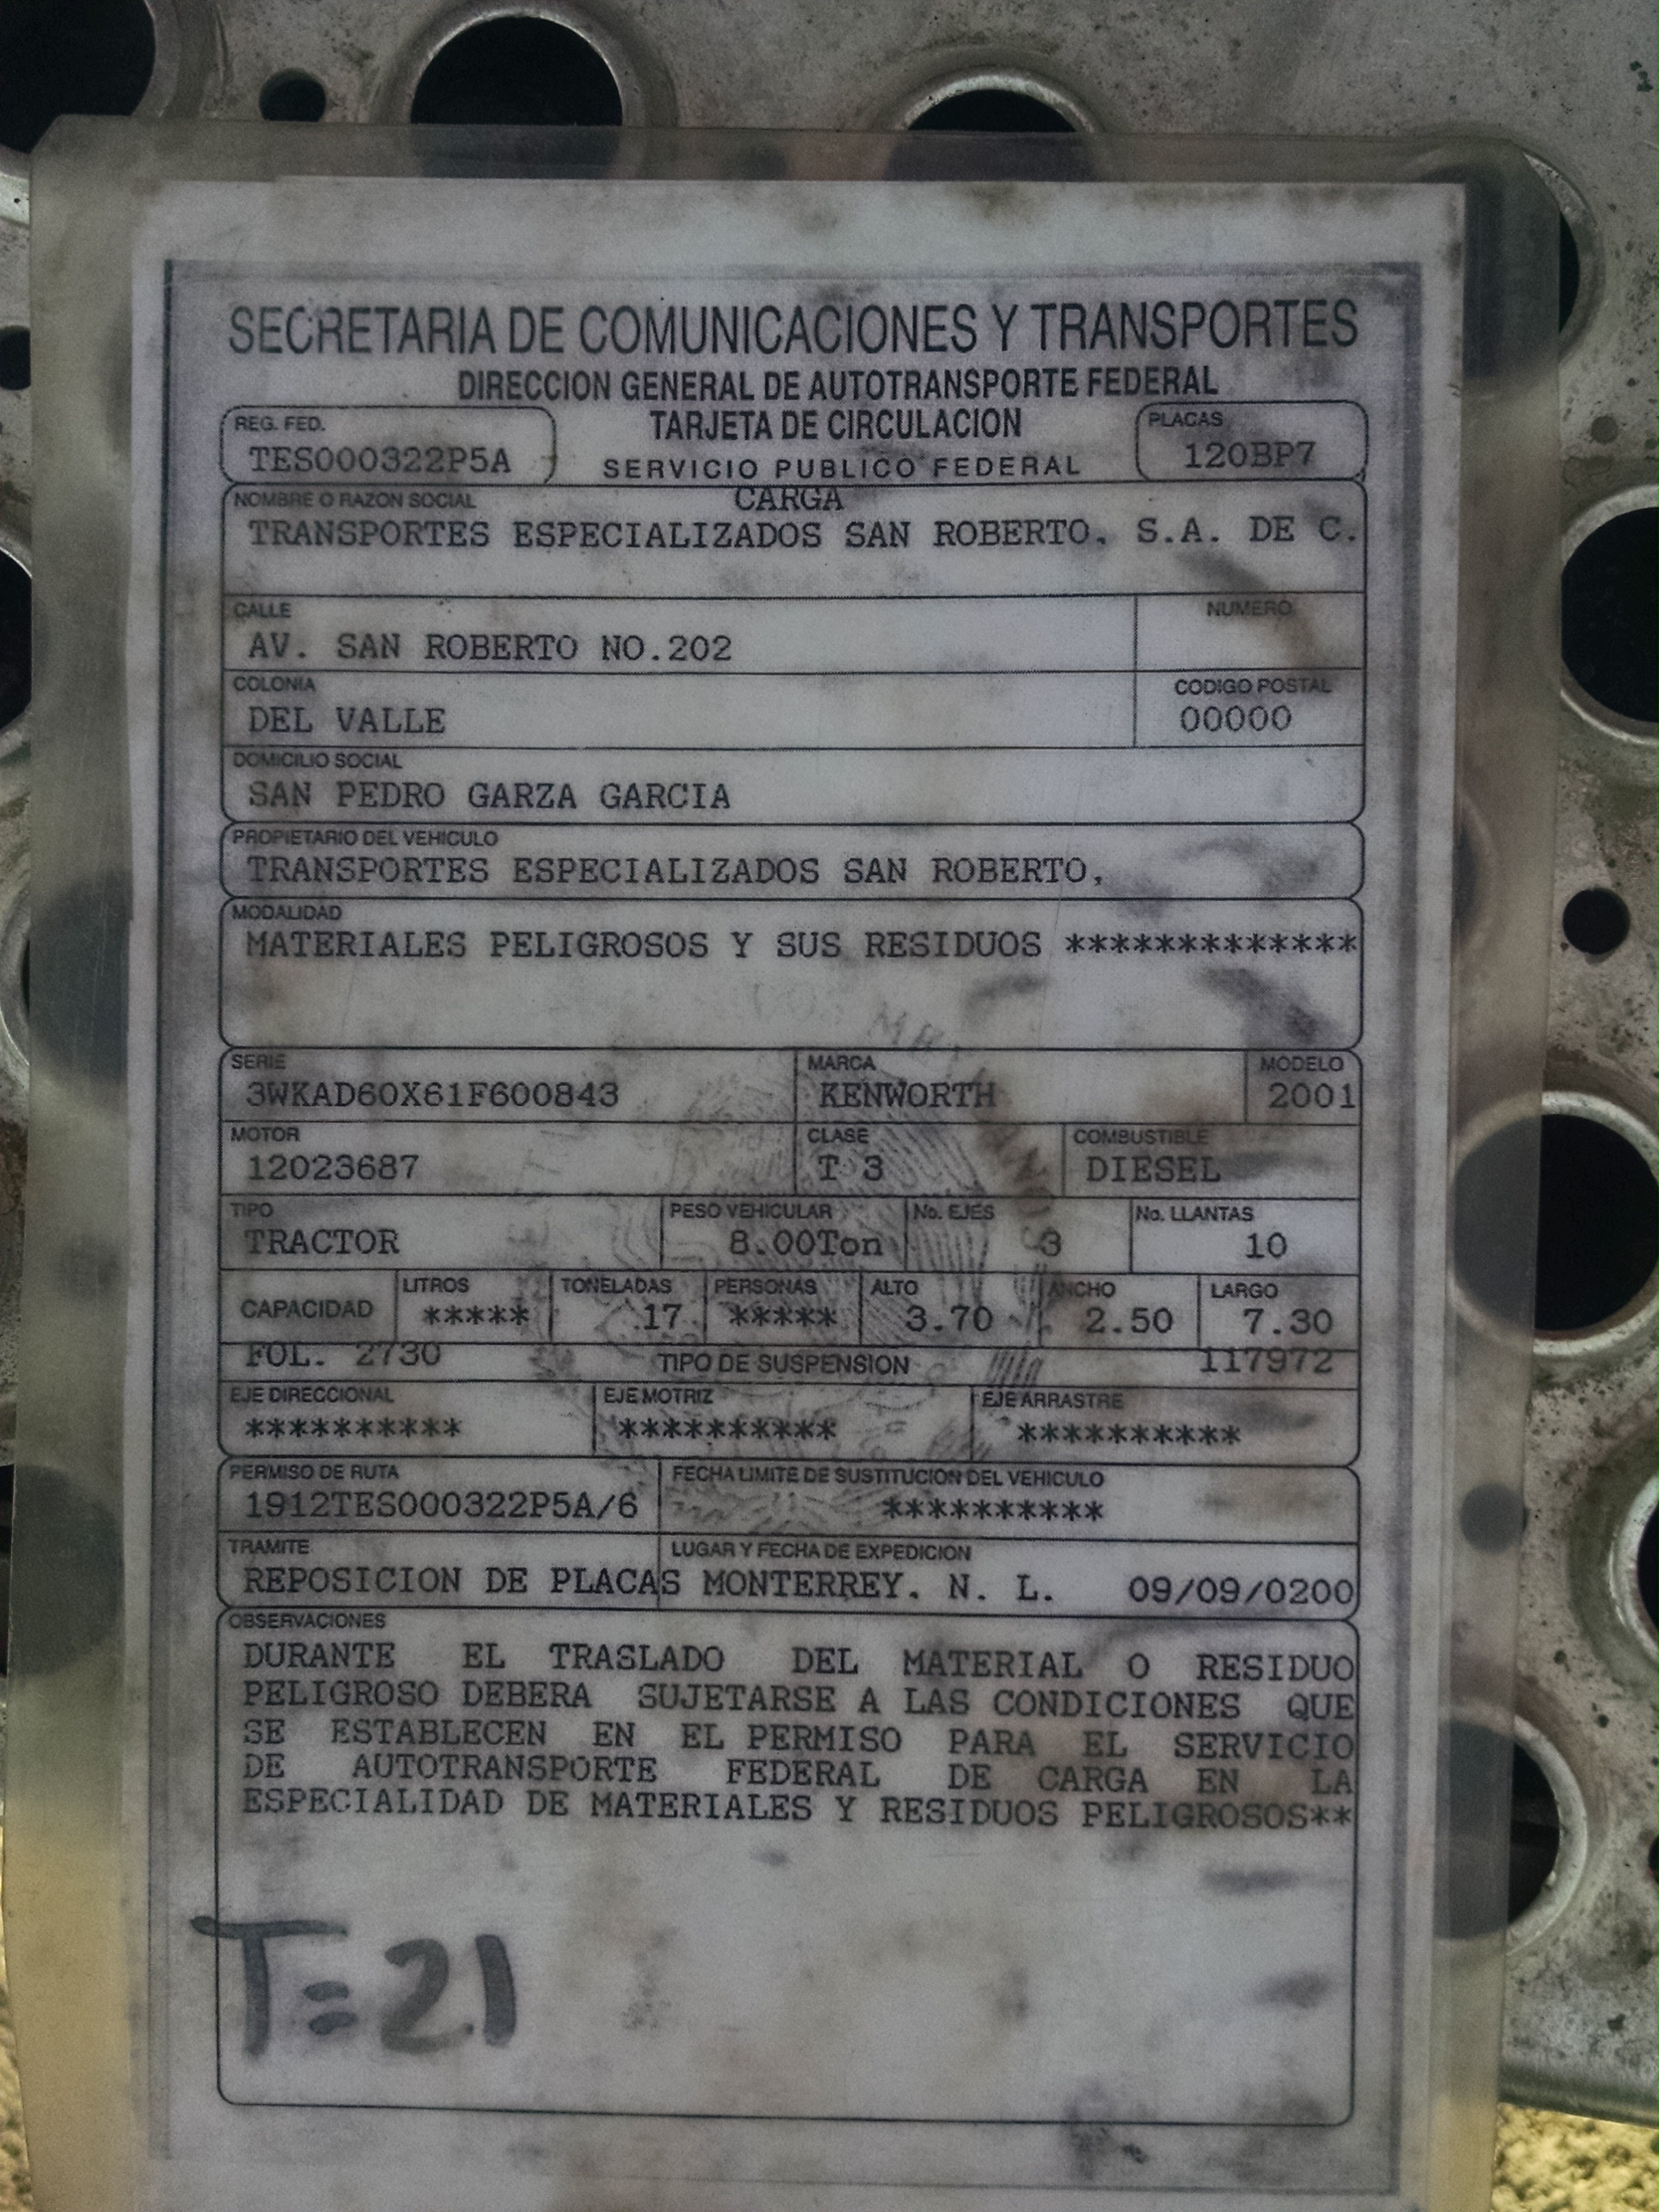 SECRETARIA DE COMUNICACIONES Y TRANSPORTES
DIRECCION GENERAL DE AUTOTRANSPORTE FEDERAL
TARJETA DE CIRCULACION
SERVICIO PUBLICO FEDERAL
CARGA
REG. FED.
TES000322P5A
PLACAS
120BP7
NOMBRE O RAZON SOCIAL
TRANSPORTES ESPECIALIZADOS SAN ROBERTO, S.A. DE C.
CALLE
AV. SAN ROBERTO NO.202
NUMERO
COLONIA
DEL VALLE
CODIGO POSTAL
00000
DOMICILIO SOCIAL
SAN PEDRO GARZA GARCIA
PROPIETARIO DEL VEHICULO
TRANSPORTES ESPECIALIZADOS SAN ROBERTO,
MODALIDAD
MATERIALES PELIGROSOS Y SUS RESIDUOS *************
SERIE
3WKAD60X61F600843
MARCA
KENWORTH
MODELO
2001
MOTOR
12023687
CLASE
T 3
COMBUSTIBLE
DIESEL
TIPO
TRACTOR
PESO VEHICULAR
8.00Ton
No. EJES
3
No. LLANTAS
10
CAPACIDAD
LITROS
*****
TONELADAS
17
PERSONAS
*****
ALTO
3.70
ANCHO
2.50
LARGO
7.30
FOL. 2730
TIPO DE SUSPENSION
117972
EJE DIRECCIONAL
**********
EJE MOTRIZ
**********
EJE ARRASTRE
**********
PERMISO DE RUTA
1912TES000322P5A/6
FECHA LIMITE DE SUSTITUCION DEL VEHICULO
**********
TRAMITE
REPOSICION DE PLACAS
LUGAR Y FECHA DE EXPEDICION
MONTERREY, N. L. 09/09/0200
OBSERVACIONES
DURANTE EL TRASLADO DEL MATERIAL O RESIDUO
PELIGROSO DEBERA SUJETARSE A LAS CONDICIONES QUE
SE ESTABLECEN EN EL PERMISO PARA EL SERVICIO
DE AUTOTRANSPORTE FEDERAL DE CARGA EN LA
ESPECIALIDAD DE MATERIALES Y RESIDUOS PELIGROSOS**
T=21